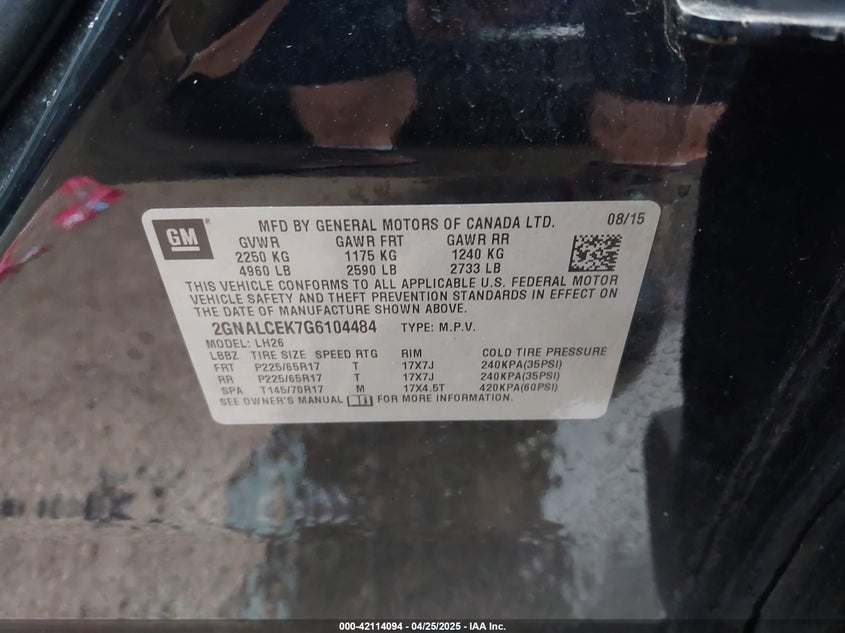 GM
MFD BY GENERAL MOTORS OF CANADA LTD. 08/15
GVWR GAWR FRT GAWR RR
2250 KG 1175 KG 1240 KG
4960 LB 2590 LB 2733 LB
THIS VEHICLE CONFORMS TO ALL APPLICABLE U.S. FEDERAL MOTOR
VEHICLE SAFETY AND THEFT PREVENTION STANDARDS IN EFFECT ON
THE DATE OF MANUFACTURE SHOWN ABOVE.
2GNALCEK7G6104484 TYPE: M.P.V.
MODEL: LH26
LBBZ TIRE SIZE SPEED RTG RIM COLD TIRE PRESSURE
FRT P225/65R17 T 17X7J 240KPA(35PSI)
RR P225/65R17 T 17X7J 240KPA(35PSI)
SPA T145/70R17 M 17X4.5T 420KPA(60PSI)
SEE OWNER'S MANUAL FOR MORE INFORMATION.
000-42114094 - 04/25/2025 - IAA Inc.